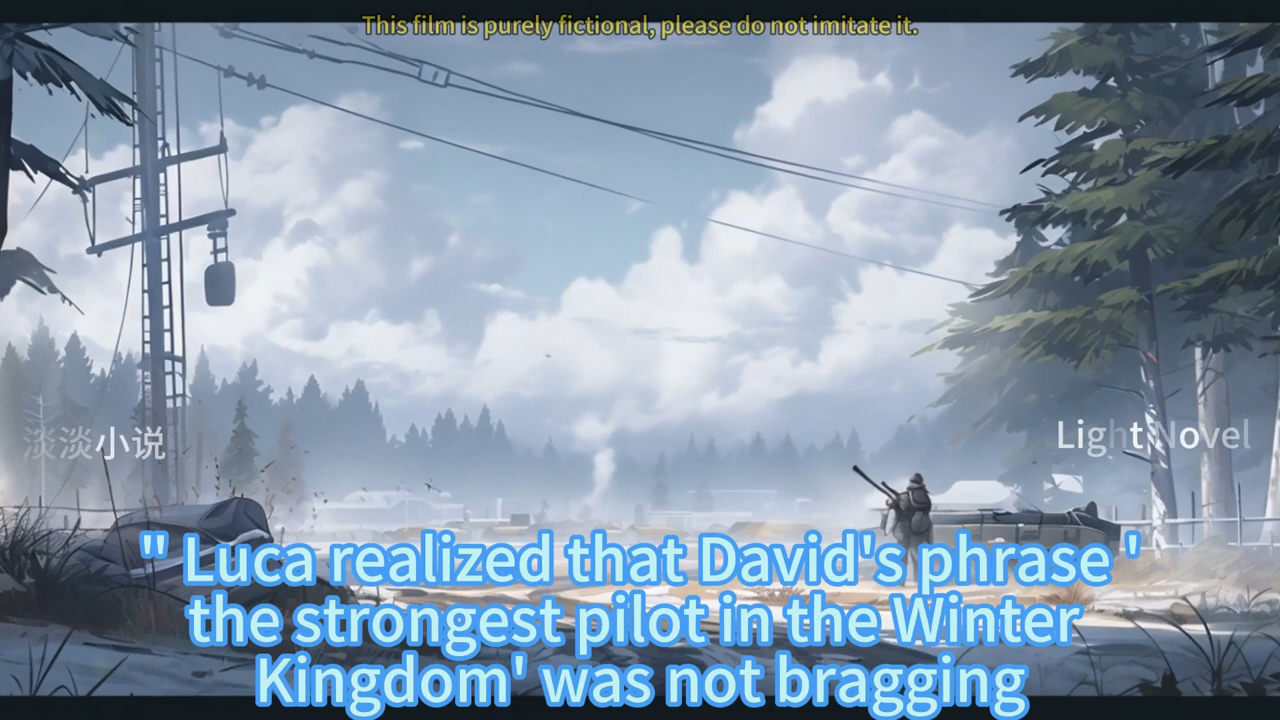 This film is purely fictional, please do not imitate it.
淡淡小说
Light Novel
" Luca realized that David's phrase '
the strongest pilot in the Winter
Kingdom' was not bragging